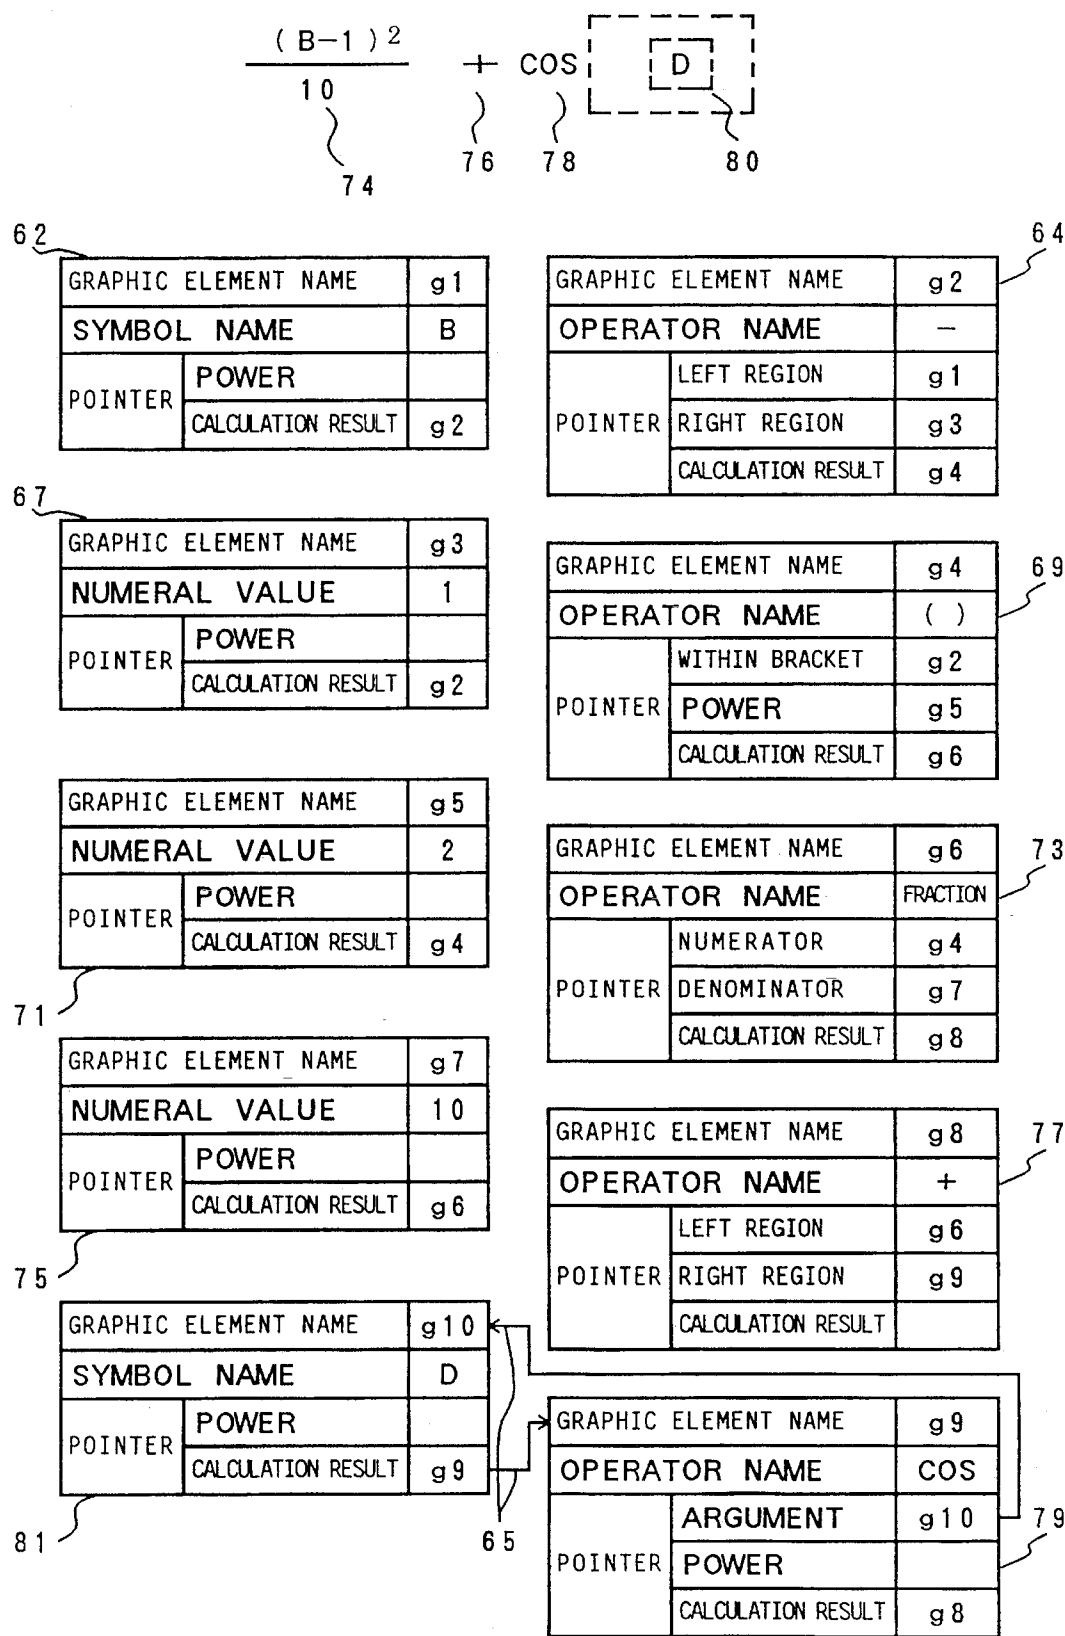 ( B-1 ) 2
+ COS D
10
76 78 80
74
62
GRAPHIC ELEMENT NAME g1
SYMBOL NAME B
POINTER
POWER
CALCULATION RESULT g2
64
GRAPHIC ELEMENT NAME g2
OPERATOR NAME -
POINTER
LEFT REGION g1
RIGHT REGION g3
CALCULATION RESULT g4
67
GRAPHIC ELEMENT NAME g3
NUMERAL VALUE 1
POINTER
POWER
CALCULATION RESULT g2
69
GRAPHIC ELEMENT NAME g4
OPERATOR NAME ( )
POINTER
WITHIN BRACKET g2
POWER g5
CALCULATION RESULT g6
GRAPHIC ELEMENT NAME g5
NUMERAL VALUE 2
POINTER
POWER
CALCULATION RESULT g4
71
GRAPHIC ELEMENT NAME g6
73
OPERATOR NAME FRACTION
POINTER
NUMERATOR g4
DENOMINATOR g7
CALCULATION RESULT g8
GRAPHIC ELEMENT NAME g7
NUMERAL VALUE 10
POINTER
POWER
CALCULATION RESULT g6
75
GRAPHIC ELEMENT NAME g8
77
OPERATOR NAME +
POINTER
LEFT REGION g6
RIGHT REGION g9
CALCULATION RESULT
GRAPHIC ELEMENT NAME g10
SYMBOL NAME D
POINTER
POWER
CALCULATION RESULT g9
81
65
GRAPHIC ELEMENT NAME g9
OPERATOR NAME COS
POINTER
ARGUMENT g10
79
POWER
CALCULATION RESULT g8